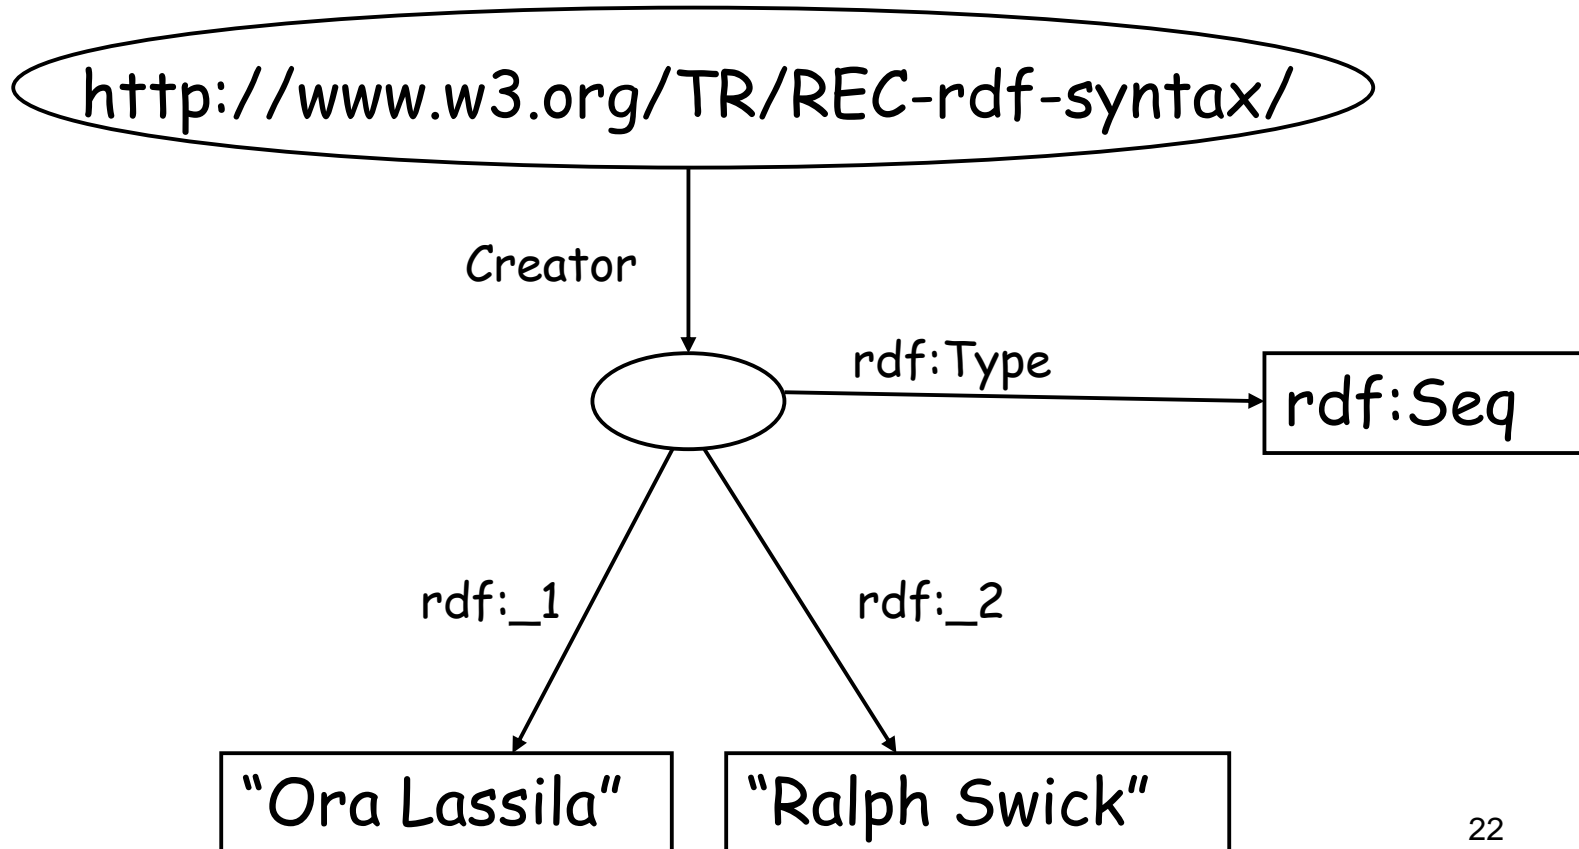 http://www.w3.org/TR/REC-rdf-syntax/
Creator
rdf:Type
rdf:Seq
rdf:_1
rdf:_2
“Ora Lassila”
“Ralph Swick”
22